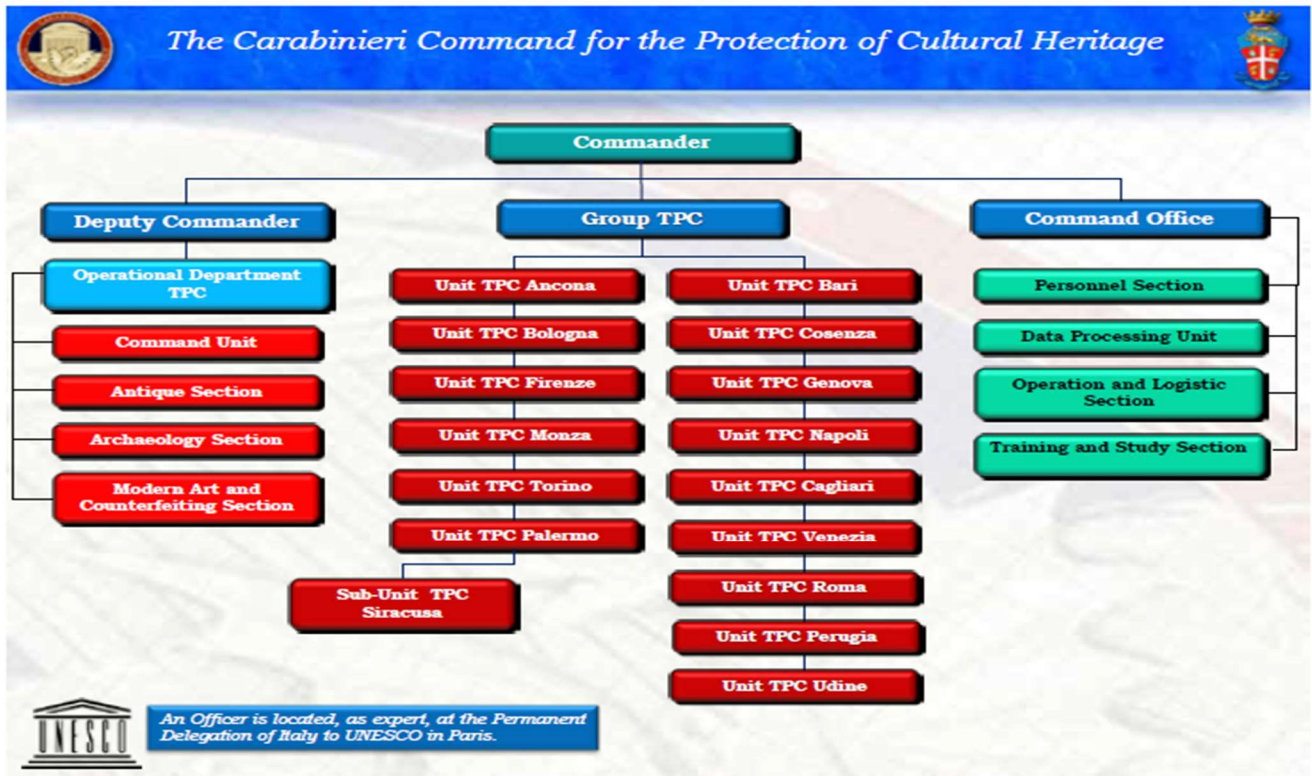 The Carabinieri Command for the Protection of Cultural Heritage
Commander
Deputy Commander
Operational Department
TPC
Command Unit
Antique Section
Archaeology Section
Modern Art and
Counterfeiting Section
Group TPC
Unit TPC Ancona
Unit TPC Bologna
Unit TPC Firenze
Unit TPC Monza
Unit TPC Torino
Unit TPC Palermo
Sub-Unit TPC
Siracusa
Unit TPC Bari
Unit TPC Cosenza
Unit TPC Genova
Unit TPC Napoli
Unit TPC Cagliari
Unit TPC Venezia
Unit TPC Roma
Unit TPC Perugia
Unit TPC Udine
Command Office
Personnel Section
Data Processing Unit
Operation and Logistic
Section
Training and Study Section
UNESCO
An Officer is located, as expert, at the Permanent
Delegation of Italy to UNESCO in Paris.